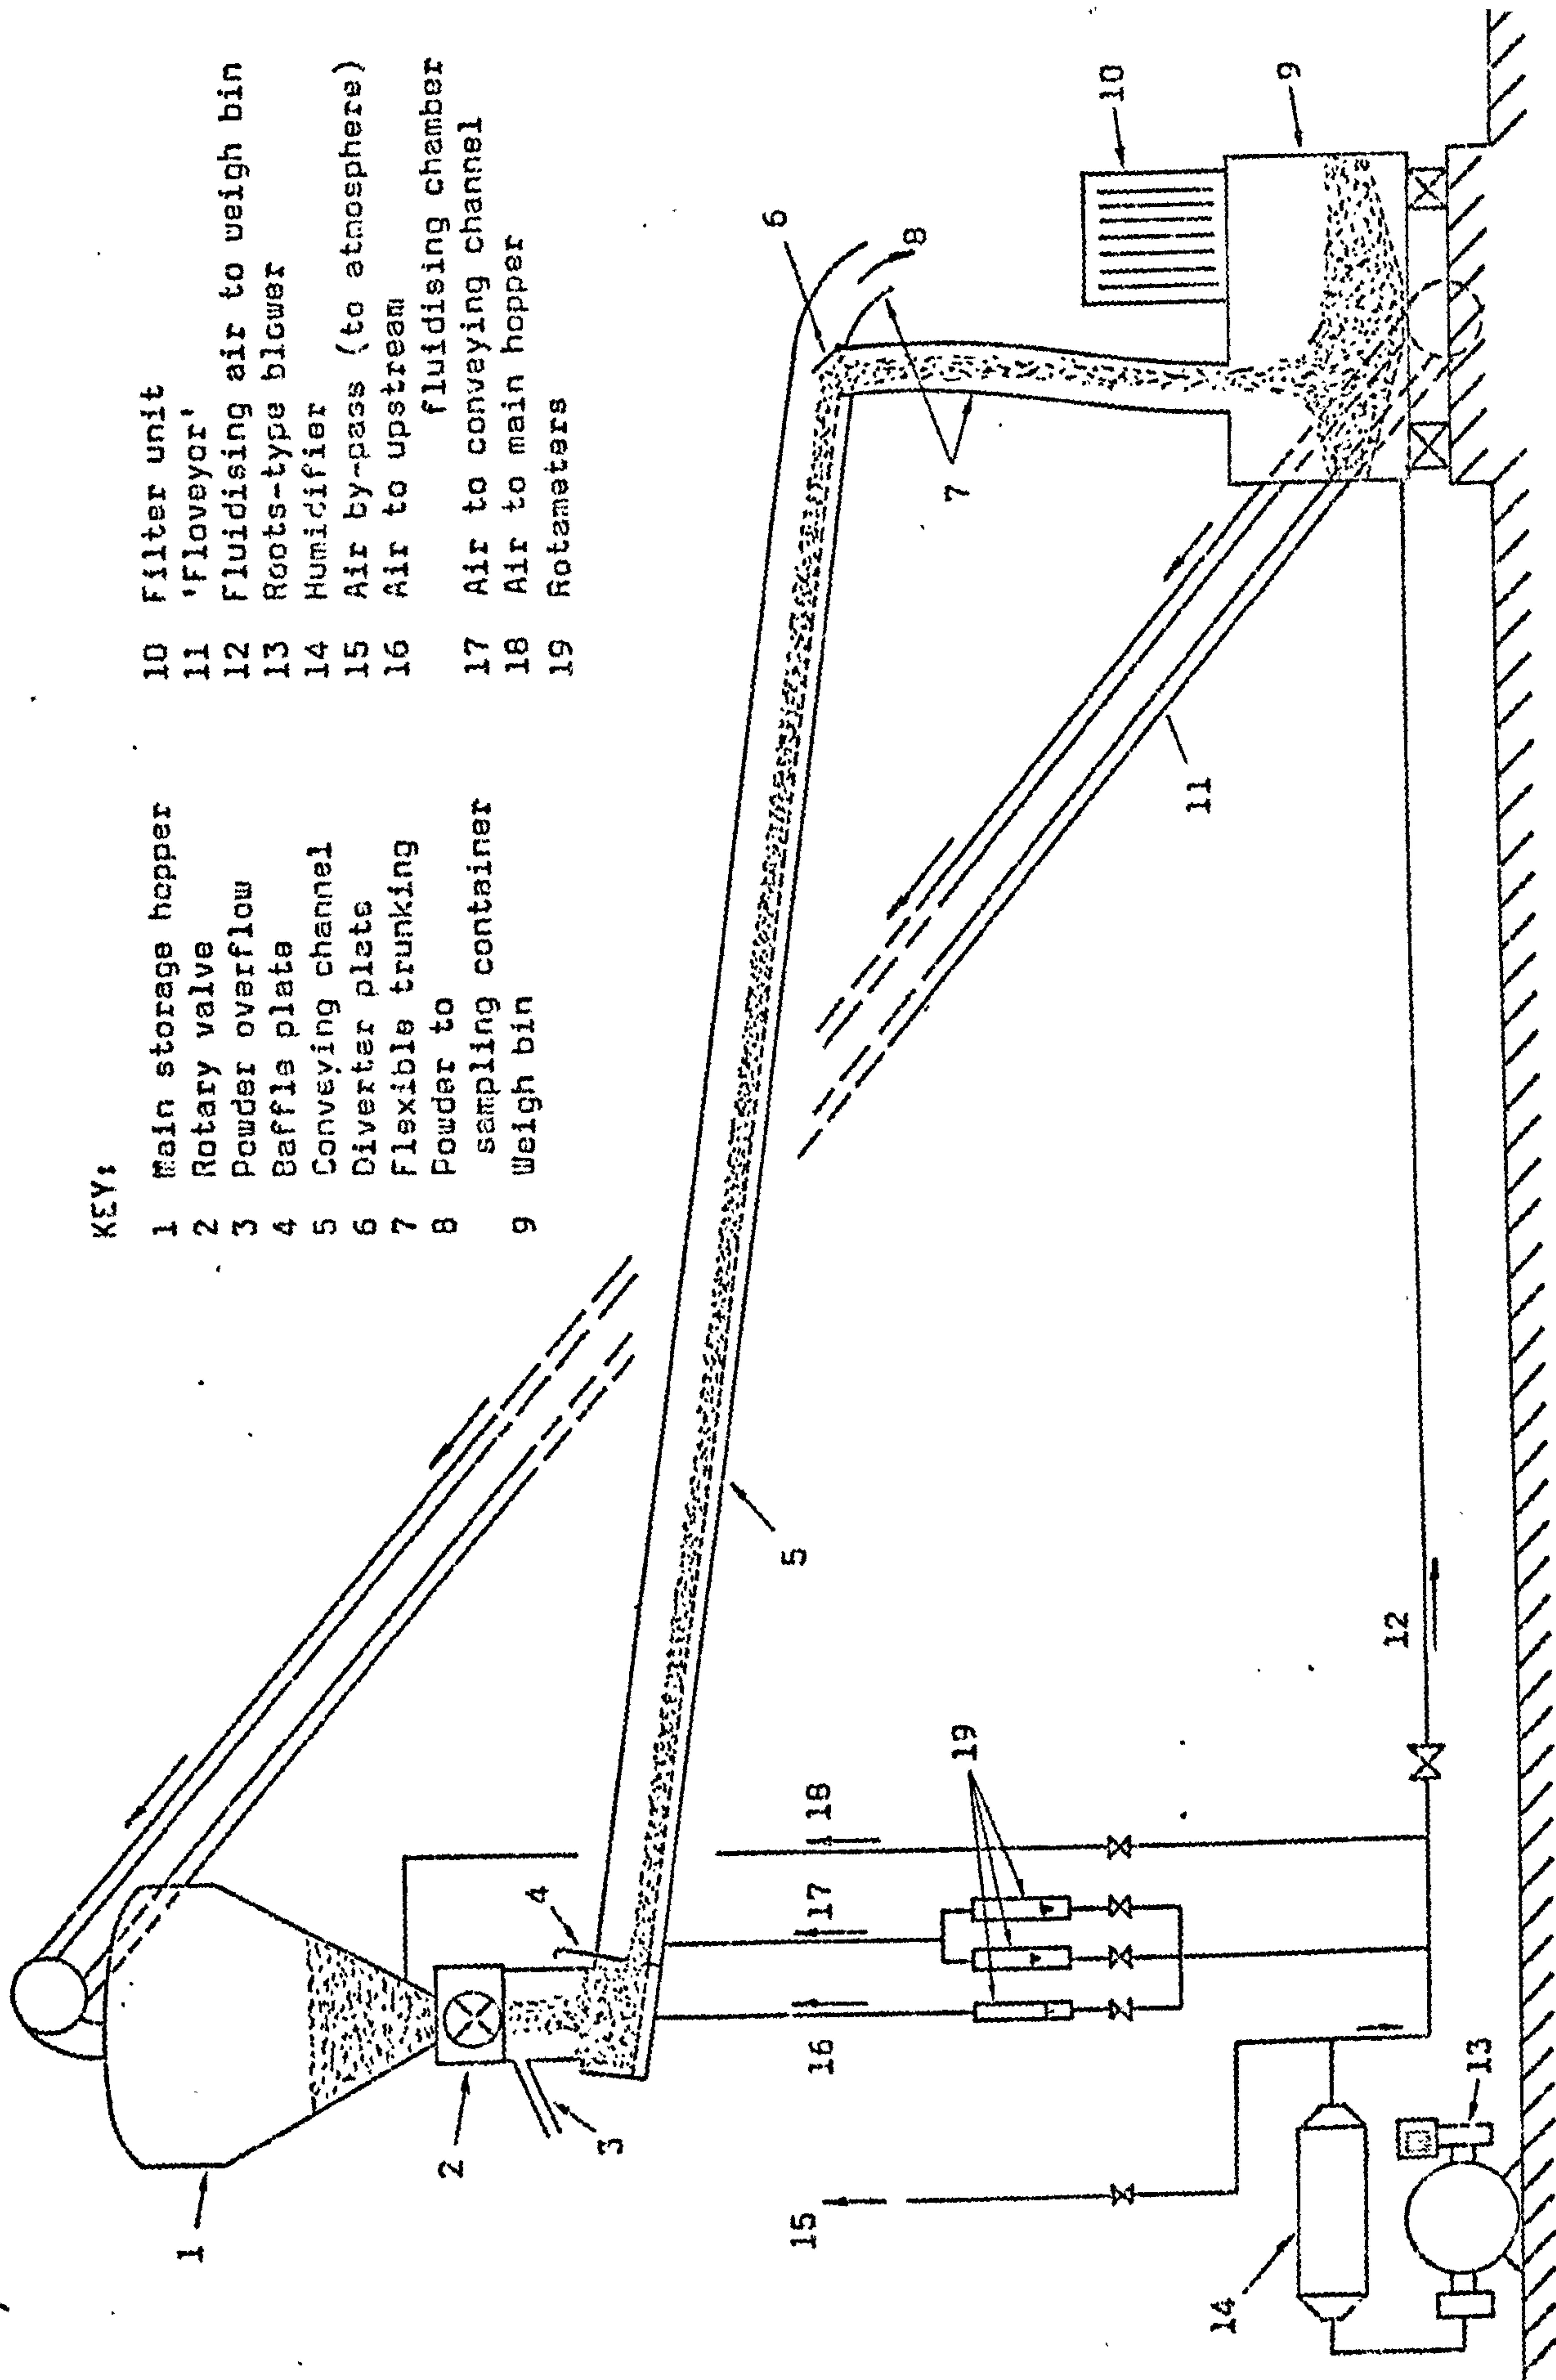 KEY:
1 Main storage hopper
2 Rotary valve
3 Powder overflow
4 Baffle plate
5 Conveying channel
6 Diverter plate
7 Flexible trunking
8 Powder to
sampling container
9 Weigh bin
10 Filter unit
11 'Floveyor'
12 Fluidising air to weigh bin
13 Roots-type blower
14 Humidifier
15 Air by-pass (to atmosphere)
16 Air to upstream
fluidising chamber
17 Air to conveying channel
18 Air to main hopper
19 Rotameters
1
2
3
4
5
6
7
8
9
10
11
12
13
14
15
16
17
18
19